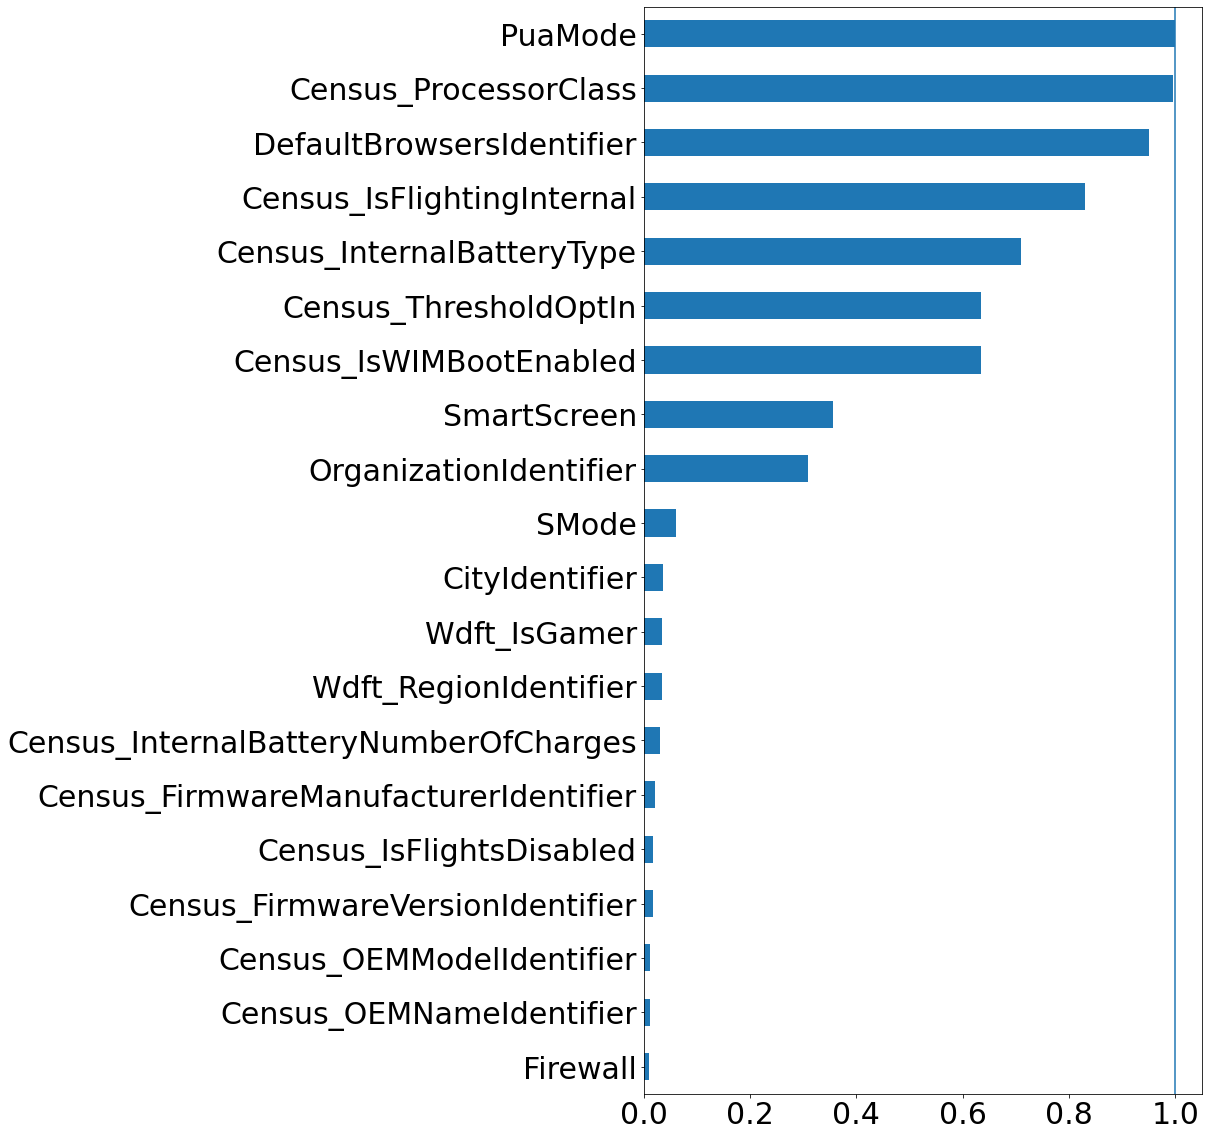 PuaMode
Census_ProcessorClass
DefaultBrowsersIdentifier
Census_IsFlightingInternal
Census_InternalBatteryType
Census_ThresholdOptIn
Census_IsWIMBootEnabled
SmartScreen
OrganizationIdentifier
SMode
CityIdentifier
Wdft_IsGamer
Wdft_RegionIdentifier
Census_InternalBatteryNumberOfCharges
Census_FirmwareManufacturerIdentifier
Census_IsFlightsDisabled
Census_FirmwareVersionIdentifier
Census_OEMModelIdentifier
Census_OEMNameIdentifier
Firewall
0.0 0.2 0.4 0.6 0.8 1.0